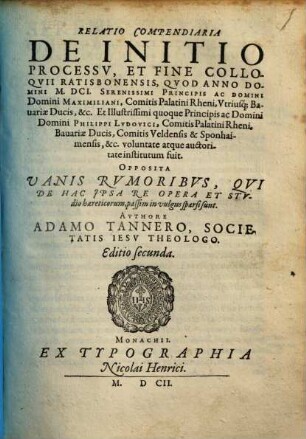 RELATIO COMPENDIARIA
DE INITIO
PROCESSV, ET FINE COLLO-
QVII RATISBONENSIS, QVOD ANNO DO-
MINI M. DCI. SERENISSIMI PRINCIPIS AC DOMINI
Domini MAXIMILIANI, Comitis Palatini Rheni, Vtriusq; Ba-
uariæ Ducis, &c. Et Illustrissimi quoque Principis ac Domini
Domini PHILIPPI LVDOVICI, Comitis Palatini Rheni,
Bauariæ Ducis, Comitis Veldensis & Sponhai-
mensis, &c. voluntate atque auctori-
tate institutum fuit.
OPPOSITA
VANIS RVMORIBVS, QVI
DE HAC IPSA RE OPERA ET STV-
dio hæreticorum passim in vulgus sparsi sunt.
AVTHORE
ADAMO TANNERO, SOCIE-
TATIS IESV THEOLOGO.
Editio secunda.
IHS
MONACHII.
EX TYPOGRAPHIA
Nicolai Henrici.
M. D CII.